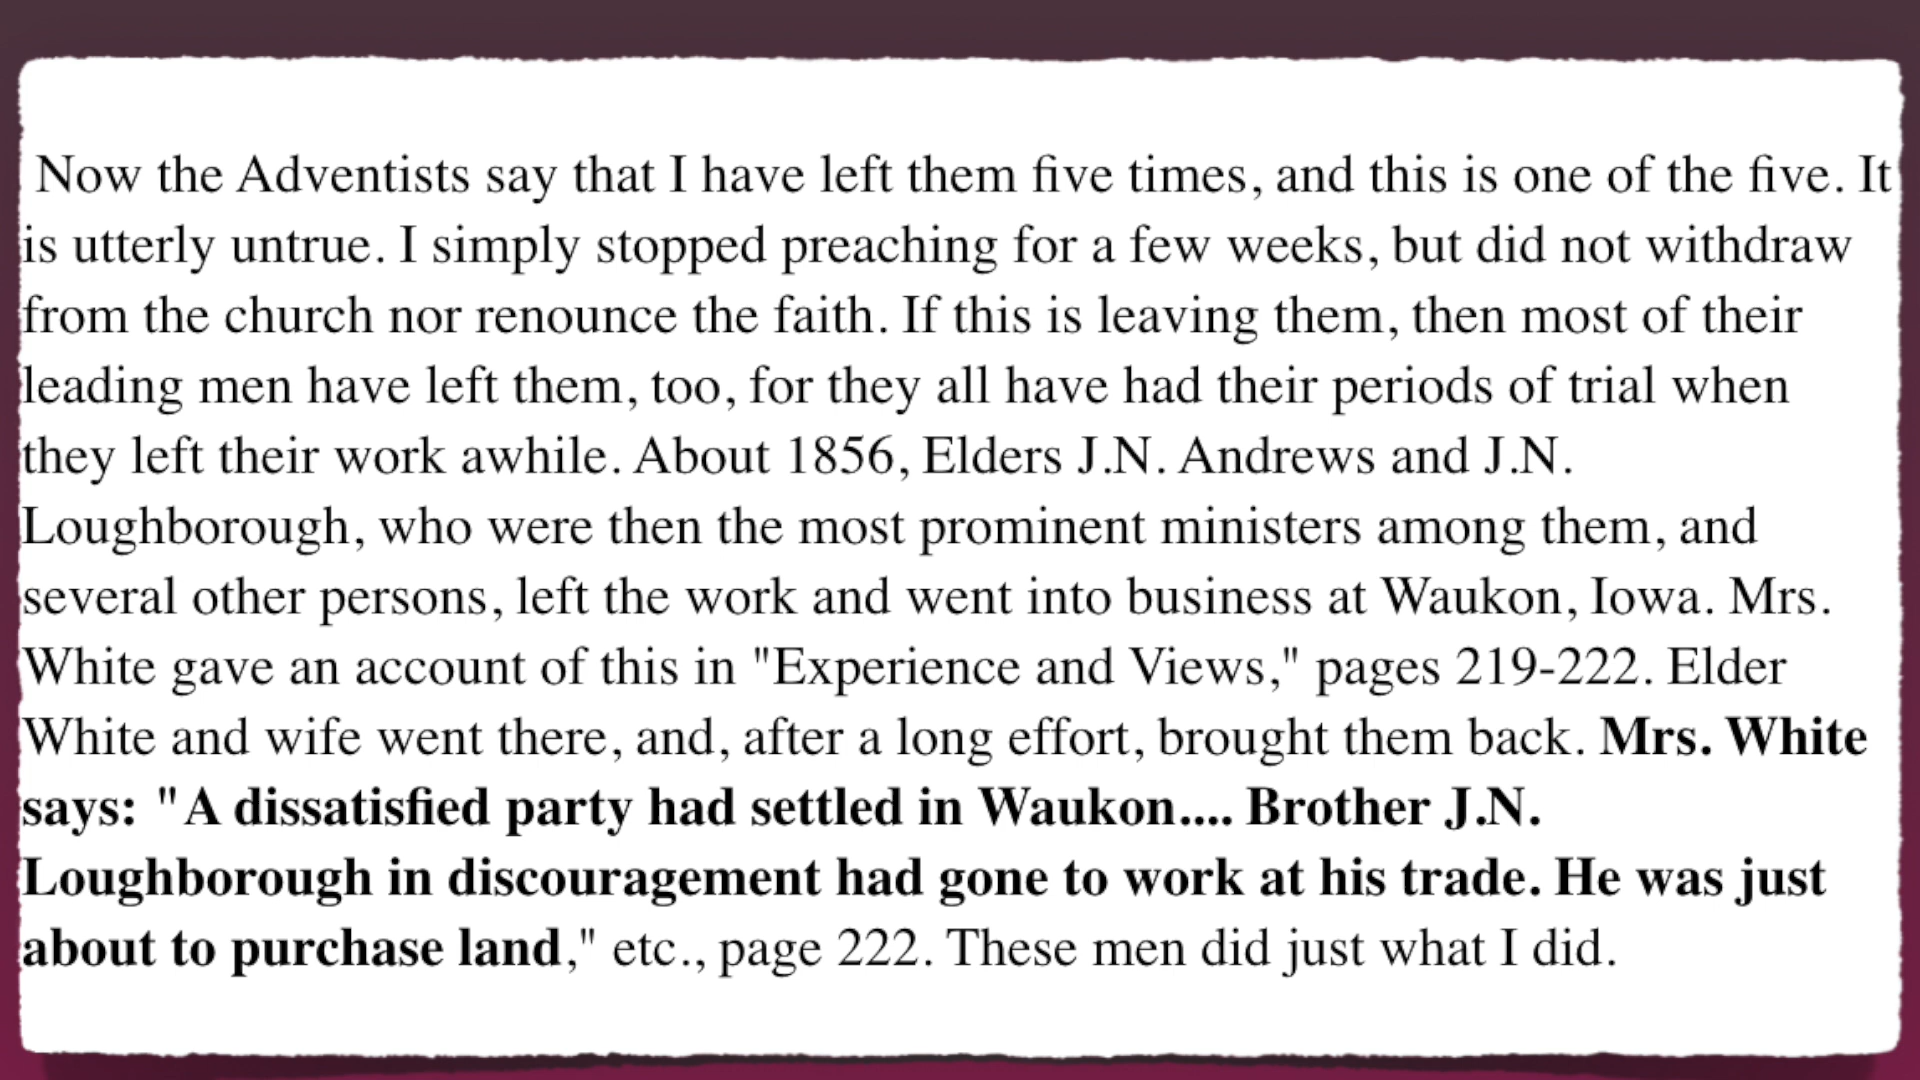 Now the Adventists say that I have left them five times, and this is one of the five. It
is utterly untrue. I simply stopped preaching for a few weeks, but did not withdraw
from the church nor renounce the faith. If this is leaving them, then most of their
leading men have left them, too, for they all have had their periods of trial when
they left their work awhile. About 1856, Elders J.N. Andrews and J.N.
Loughborough, who were then the most prominent ministers among them, and
several other persons, left the work and went into business at Waukon, Iowa. Mrs.
White gave an account of this in "Experience and Views," pages 219-222. Elder
White and wife went there, and, after a long effort, brought them back. Mrs. White
says: "A dissatisfied party had settled in Waukon.... Brother J.N.
Loughborough in discouragement had gone to work at his trade. He was just
about to purchase land," etc., page 222. These men did just what I did.